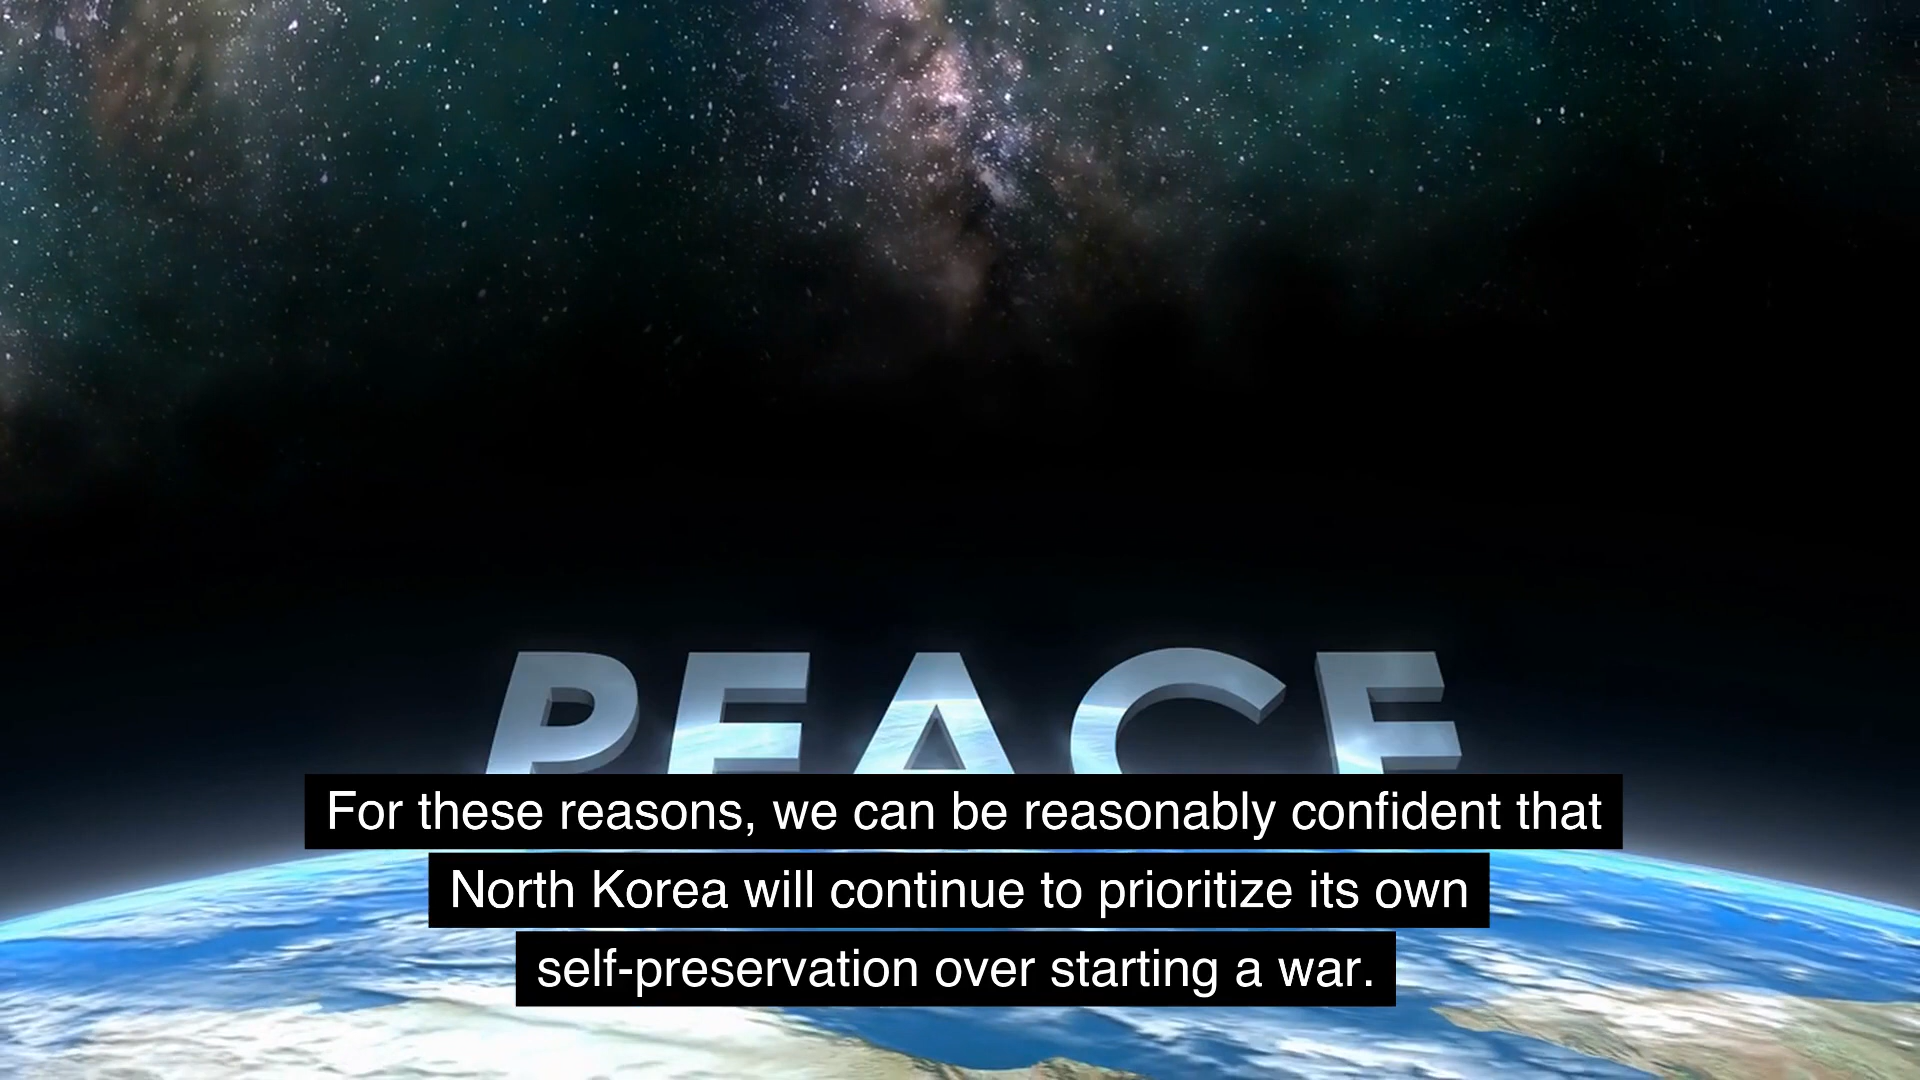 PEACE
For these reasons, we can be reasonably confident that
North Korea will continue to prioritize its own
self-preservation over starting a war.